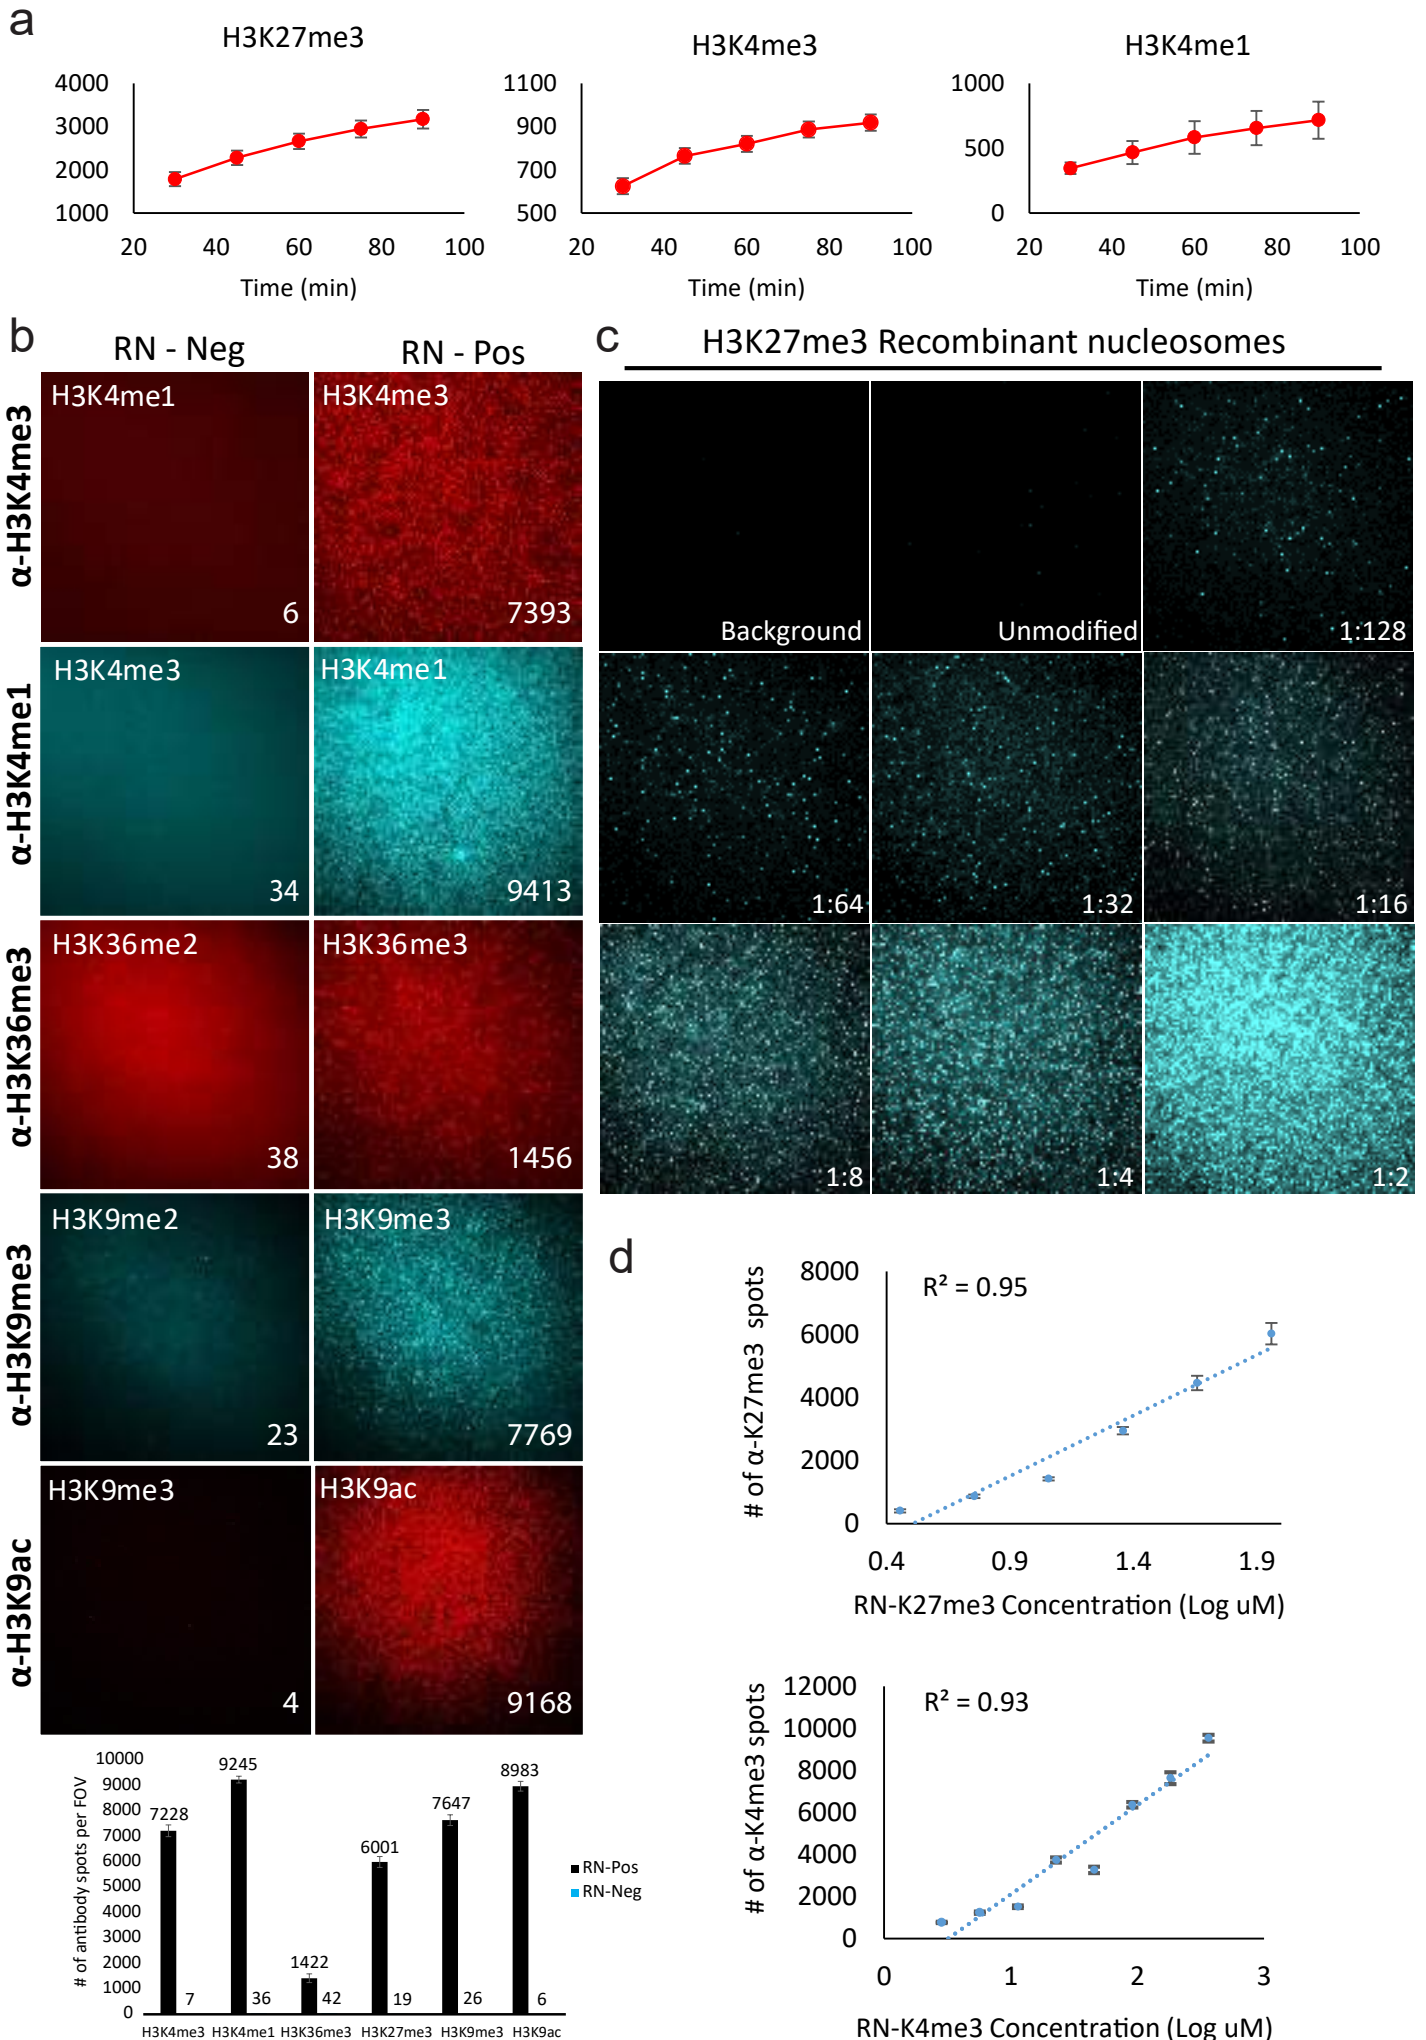 a
H3K27me3
4000
3000
2000
1000
20 40 60 80 100
Time (min)
H3K4me3
1100
900
700
500
20 40 60 80 100
Time (min)
H3K4me1
1000
500
0
20 40 60 80 100
Time (min)
b
RN - Neg RN - Pos
α-H3K4me3
H3K4me1
6
H3K4me3
7393
α-H3K4me1
H3K4me3
34
H3K4me1
9413
α-H3K36me3
H3K36me2
38
H3K36me3
1456
α-H3K9me3
H3K9me2
23
H3K9me3
7769
α-H3K9ac
H3K9me3
4
H3K9ac
9168
# of antibody spots per FOV
10000
9000
8000
7000
6000
5000
4000
3000
2000
1000
0
7228 7
9245 36
1422 42
6001 19
7647 26
8983 6
H3K4me3 H3K4me1 H3K36me3 H3K27me3 H3K9me3 H3K9ac
RN-Pos
RN-Neg
c
H3K27me3 Recombinant nucleosomes
Background
Unmodified
1:128
1:64
1:32
1:16
1:8
1:4
1:2
d
# of α-K27me3 spots
8000
6000
4000
2000
0
R² = 0.95
0.4 0.9 1.4 1.9
RN-K27me3 Concentration (Log uM)
# of α-K4me3 spots
12000
10000
8000
6000
4000
2000
0
R² = 0.93
0 1 2 3
RN-K4me3 Concentration (Log uM)